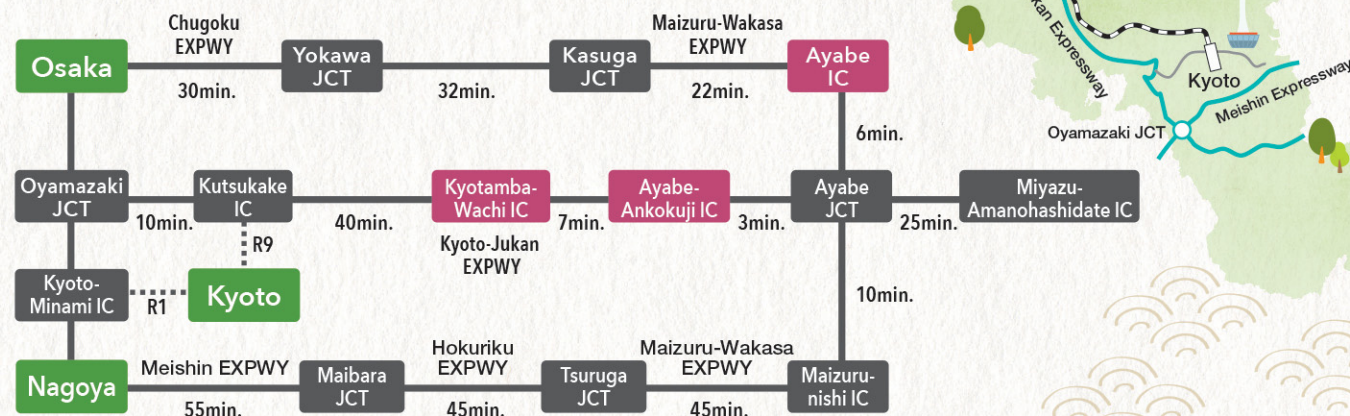 Chugoku
EXPWY
Maizuru-Wakasa
EXPWY
Osaka
Yokawa
JCT
Kasuga
JCT
Ayabe
IC
30min.
32min.
22min.
6min.
Oyamazaki
JCT
Kutsukake
IC
Kyotamba-
Wachi IC
Ayabe-
Ankokuji IC
Ayabe
JCT
Miyazu-
Amanohashidate IC
10min.
40min.
7min.
3min.
25min.
R9
Kyoto-Jukan
EXPWY
Kyoto-
Minami IC
R1
Kyoto
10min.
Nagoya
Meishin EXPWY
Maibara
JCT
Hokuriku
EXPWY
Tsuruga
JCT
Maizuru-Wakasa
EXPWY
Maizuru-
nishi IC
55min.
45min.
45min.
Expressway
Kyoto
Meishin Expressway
Oyamazaki JCT